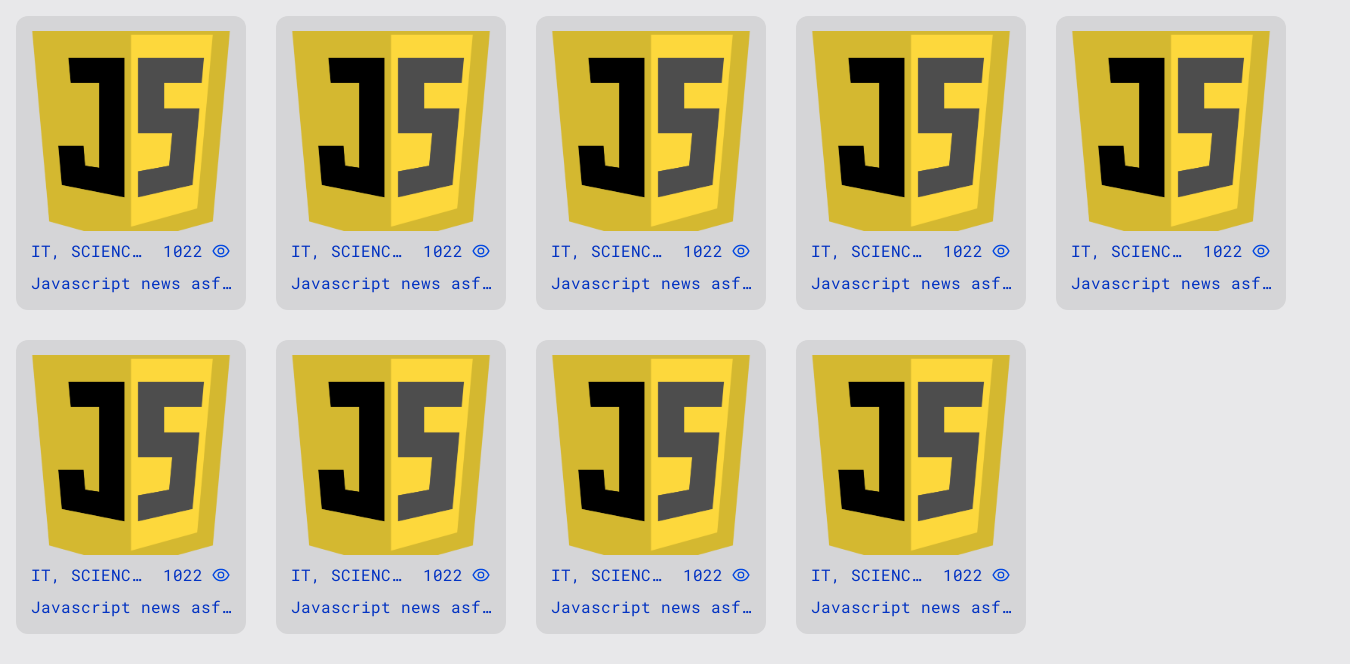 JS JS JS JS JS
IT, SCIENC… 1022 IT, SCIENC… 1022 IT, SCIENC… 1022 IT, SCIENC… 1022 IT, SCIENC… 1022
Javascript news asf… Javascript news asf… Javascript news asf… Javascript news asf… Javascript news asf…
JS JS JS JS
IT, SCIENC… 1022 IT, SCIENC… 1022 IT, SCIENC… 1022 IT, SCIENC… 1022
Javascript news asf… Javascript news asf… Javascript news asf… Javascript news asf…